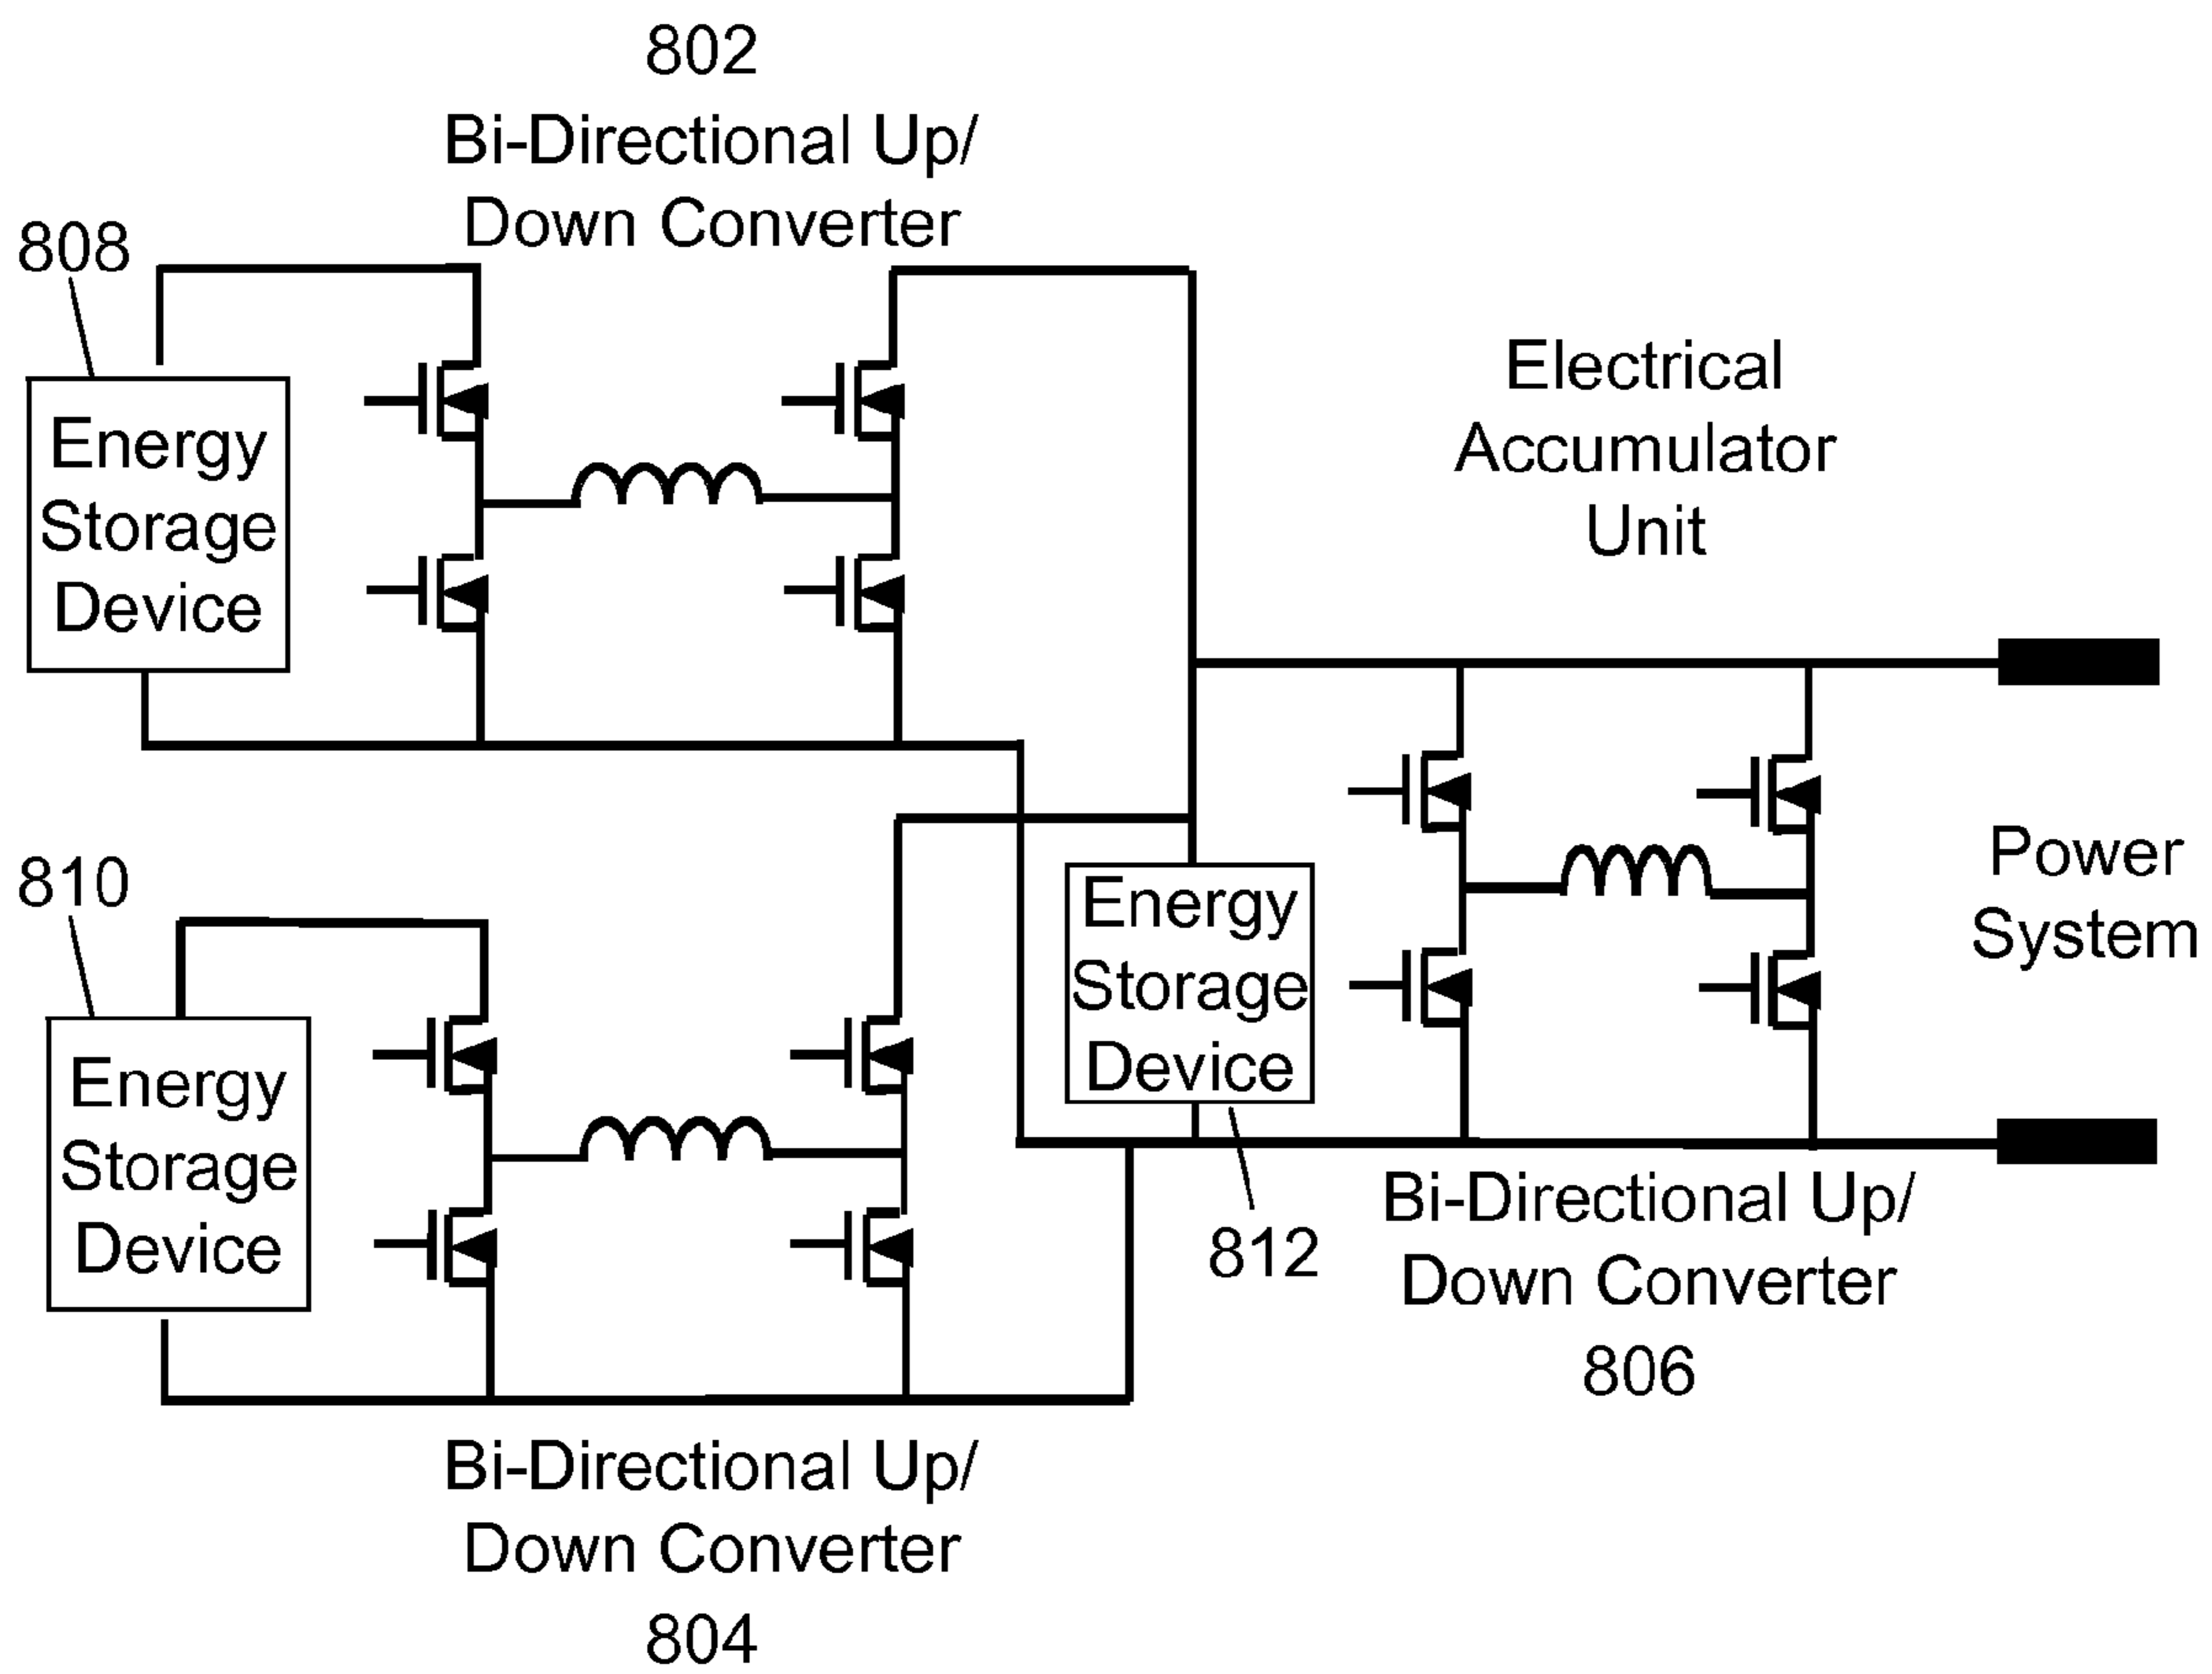 802
Bi-Directional Up/
Down Converter
808
Energy
Storage
Device
Electrical
Accumulator
Unit
810
Energy
Storage
Device
Energy
Storage
Device
812
Power
System
Bi-Directional Up/
Down Converter
806
Bi-Directional Up/
Down Converter
804